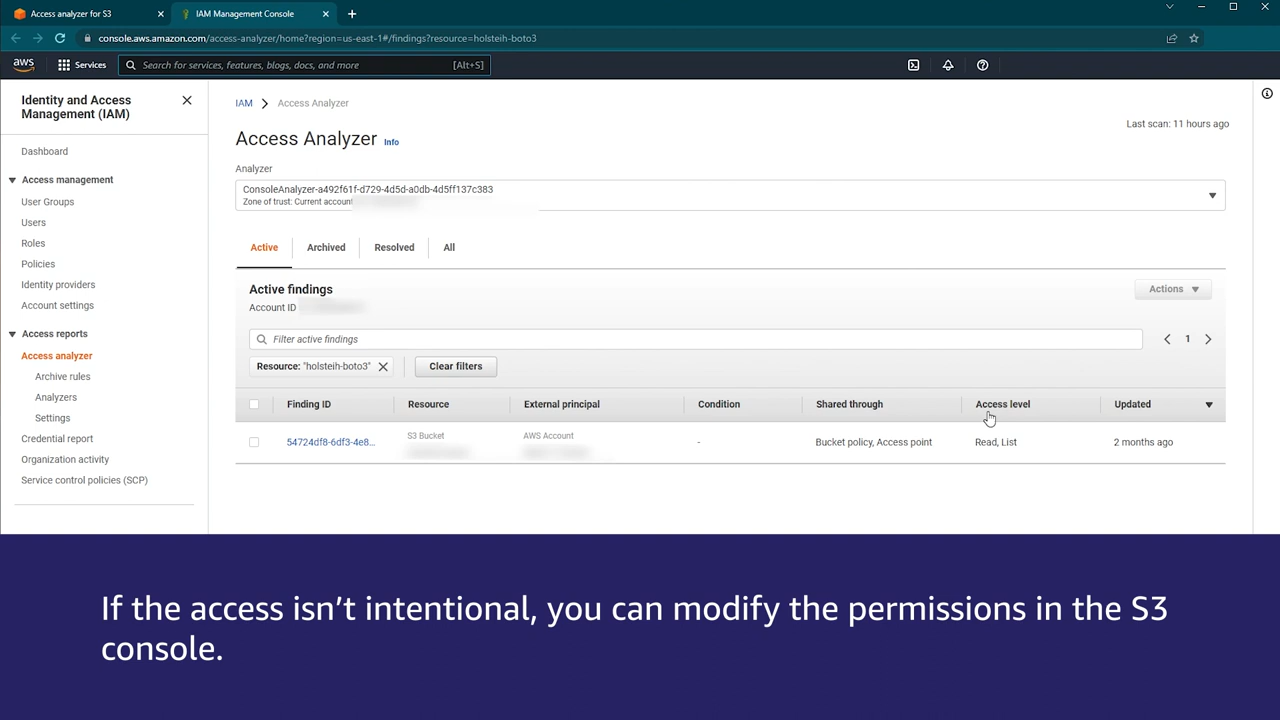 Access analyzer for S3
IAM Management Console
console.aws.amazon.com/access-analyzer/home?region=us-east-1#/findings?resource=holsteih-boto3
aws
Services
Search for services, features, blogs, docs, and more
[Alt+S]
Identity and Access
Management (IAM)
Dashboard
Access management
User Groups
Users
Roles
Policies
Identity providers
Account settings
Access reports
Access analyzer
Archive rules
Analyzers
Settings
Credential report
Organization activity
Service control policies (SCP)
IAM
Access Analyzer
Last scan: 11 hours ago
Access Analyzer Info
Analyzer
ConsoleAnalyzer-a492f61f-d729-4d5d-a0db-4d5ff137c383
Zone of trust: Current account
Active Archived Resolved All
Active findings
Actions
Account ID
Filter active findings
1
Resource: "holsteih-boto3"
Clear filters
Finding ID Resource External principal Condition Shared through Access level Updated
54724df8-6df3-4e8... S3 Bucket AWS Account - Bucket policy, Access point Read, List 2 months ago
If the access isn’t intentional, you can modify the permissions in the S3
console.